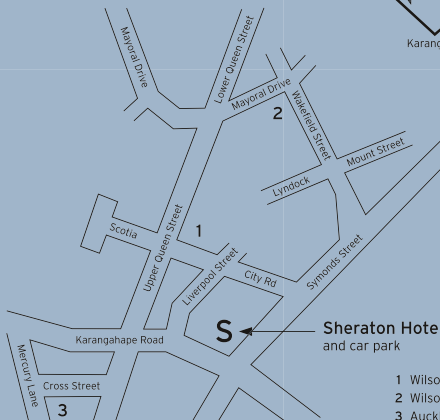 Mayoral Drive
Lower Queen Street
Karang
Mayoral Drive
2
Wakefield Street
Mount Street
Lyndock
Scotia
Upper Queen Street
1
Liverpool Street
City Rd
Symonds Street
S
Sheraton Hote
and car park
Karangahape Road
Mercury Lane
Cross Street
3
1 Wilso
2 Wilso
3 Auck